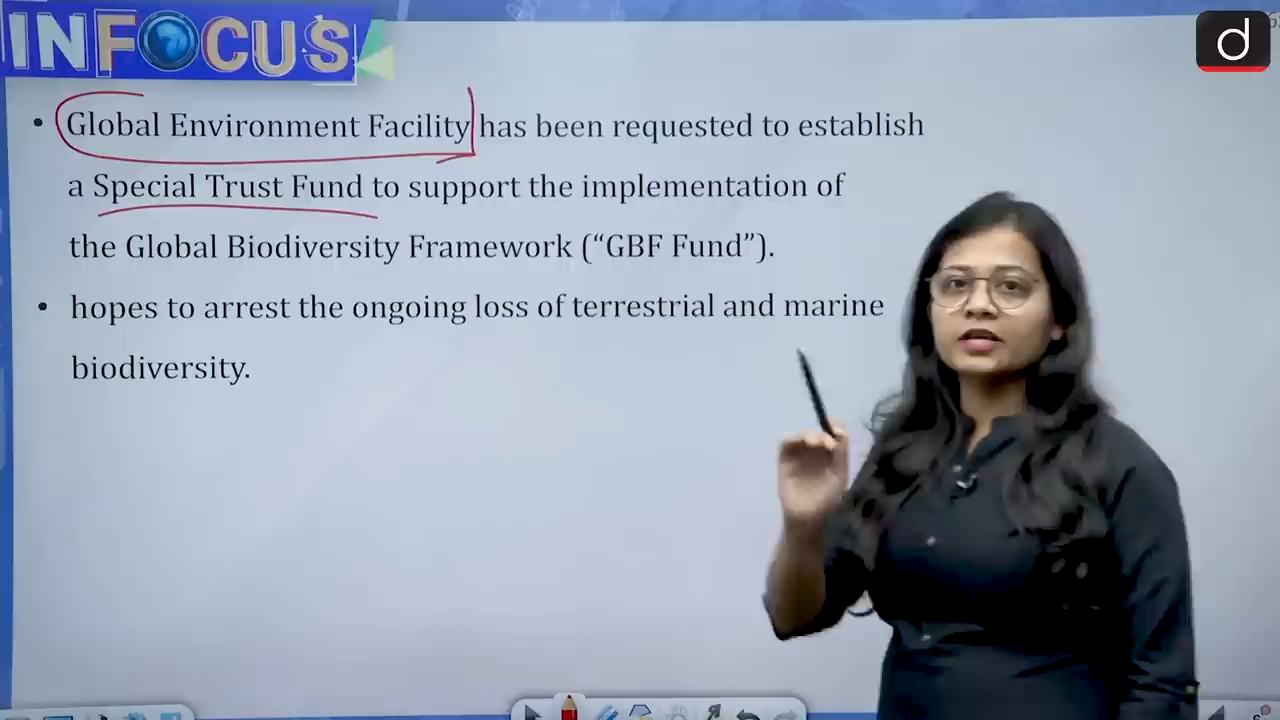 INFOCUS
d
• Global Environment Facility has been requested to establish
a Special Trust Fund to support the implementation of
the Global Biodiversity Framework (“GBF Fund”).
• hopes to arrest the ongoing loss of terrestrial and marine
biodiversity.